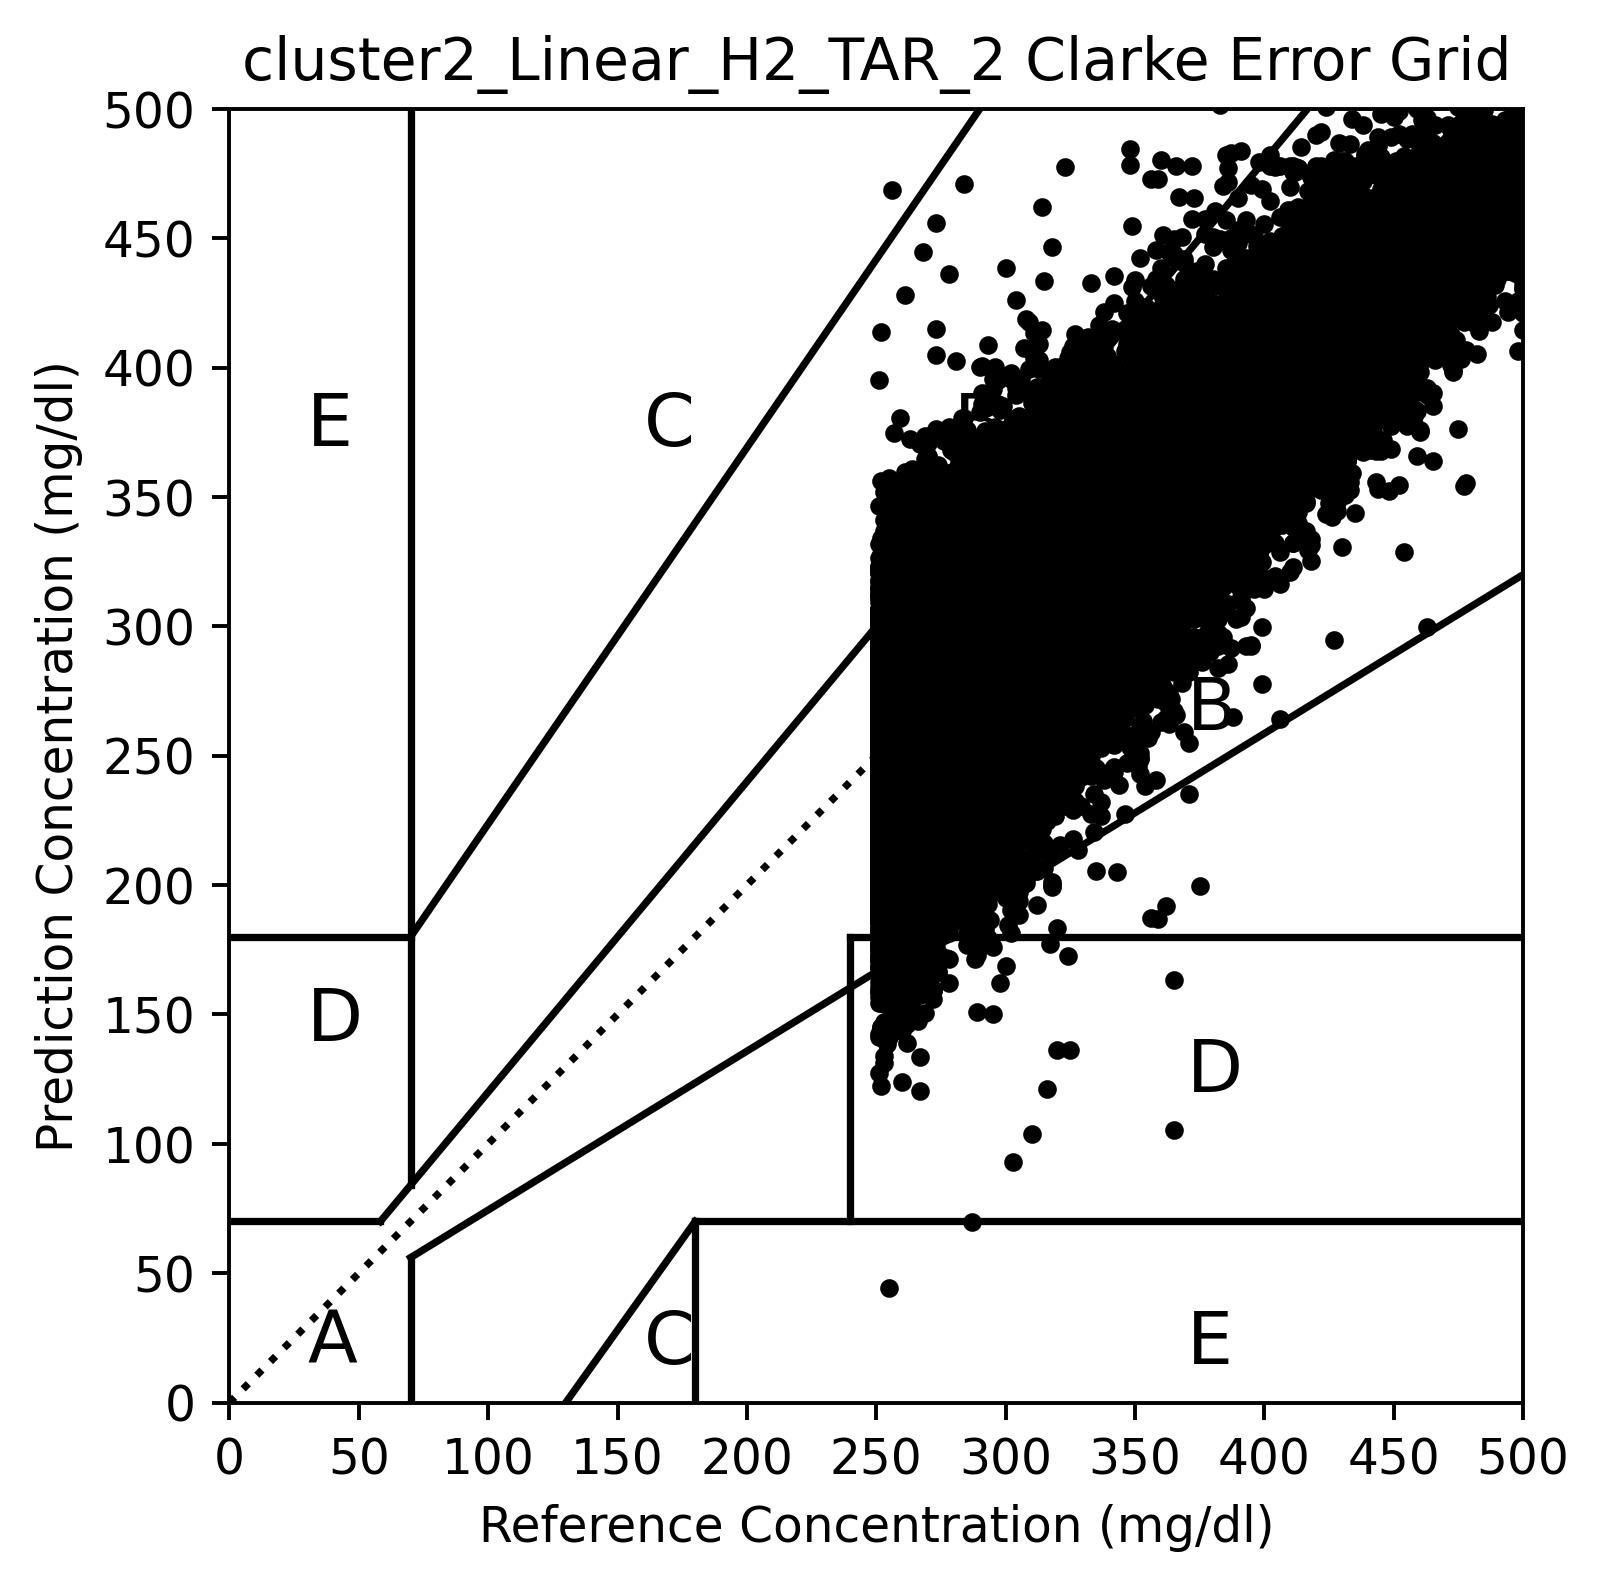 cluster2_Linear_H2_TAR_2 Clarke Error Grid
500
450
400
350
300
250
200
150
100
50
0
Prediction Concentration (mg/dl)
E
C
D
B
D
A
C
E
0 50 100 150 200 250 300 350 400 450 500
Reference Concentration (mg/dl)